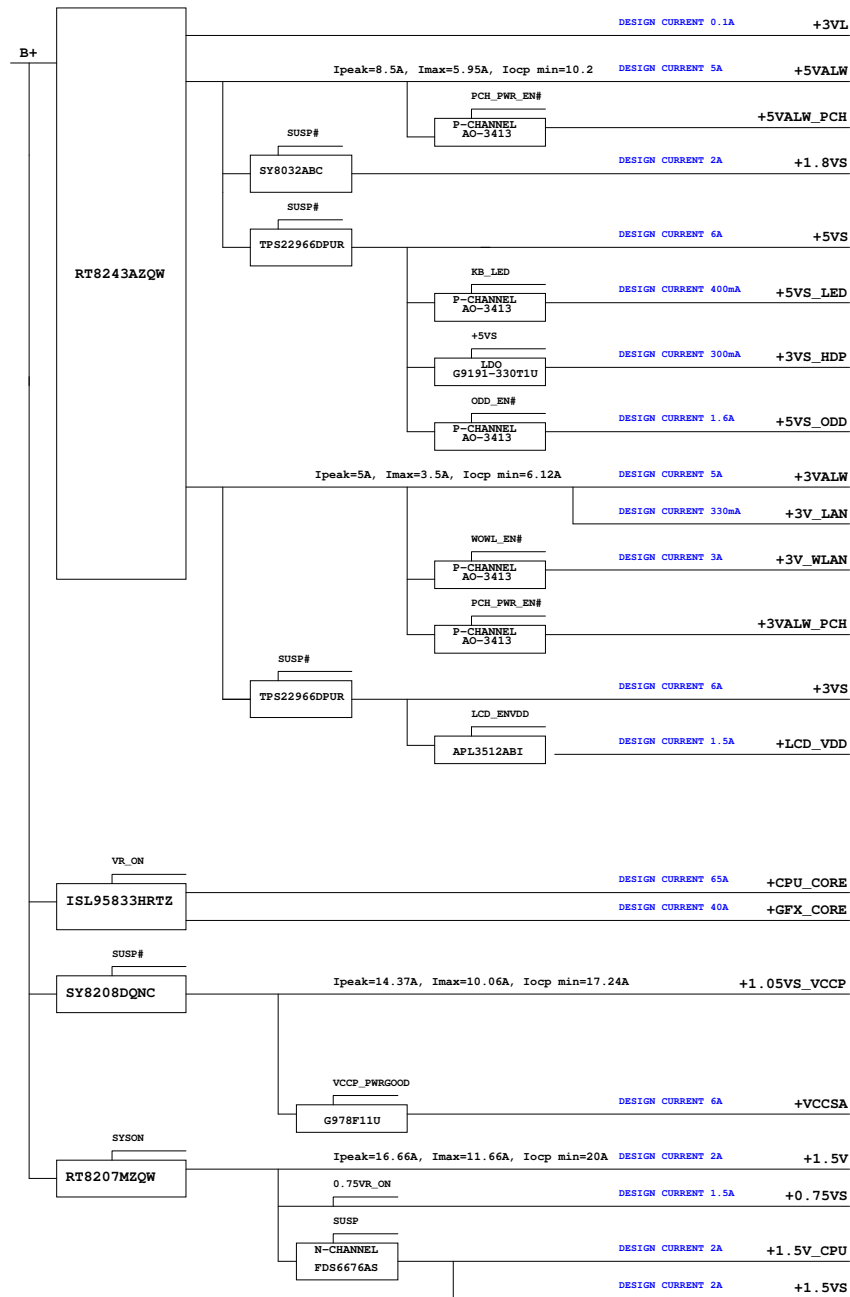 DESIGN CURRENT 0.1A
+3VL
B+
Ipeak=8.5A, Imax=5.95A, Iocp min=10.2
DESIGN CURRENT 5A
+5VALW
PCH_PWR_EN#
P-CHANNEL
AO-3413
+5VALW_PCH
SUSP#
SY8032ABC
DESIGN CURRENT 2A
+1.8VS
SUSP#
TPS22966DPUR
DESIGN CURRENT 6A
+5VS
RT8243AZQW
KB_LED
P-CHANNEL
AO-3413
DESIGN CURRENT 400mA
+5VS_LED
+5VS
LDO
G9191-330T1U
DESIGN CURRENT 300mA
+3VS_HDP
ODD_EN#
P-CHANNEL
AO-3413
DESIGN CURRENT 1.6A
+5VS_ODD
Ipeak=5A, Imax=3.5A, Iocp min=6.12A
DESIGN CURRENT 5A
+3VALW
DESIGN CURRENT 330mA
+3V_LAN
WOWL_EN#
P-CHANNEL
AO-3413
DESIGN CURRENT 3A
+3V_WLAN
PCH_PWR_EN#
P-CHANNEL
AO-3413
+3VALW_PCH
SUSP#
TPS22966DPUR
DESIGN CURRENT 6A
+3VS
LCD_ENVDD
APL3512ABI
DESIGN CURRENT 1.5A
+LCD_VDD
VR_ON
ISL95833HRTZ
DESIGN CURRENT 65A
+CPU_CORE
DESIGN CURRENT 40A
+GFX_CORE
SUSP#
SY8208DQNC
Ipeak=14.37A, Imax=10.06A, Iocp min=17.24A
+1.05VS_VCCP
VCCP_PWRGOOD
G978F11U
DESIGN CURRENT 6A
+VCCSA
SYSON
RT8207MZQW
Ipeak=16.66A, Imax=11.66A, Iocp min=20A
DESIGN CURRENT 2A
+1.5V
0.75VR_ON
DESIGN CURRENT 1.5A
+0.75VS
SUSP
N-CHANNEL
FDS6676AS
DESIGN CURRENT 2A
+1.5V_CPU
DESIGN CURRENT 2A
+1.5VS